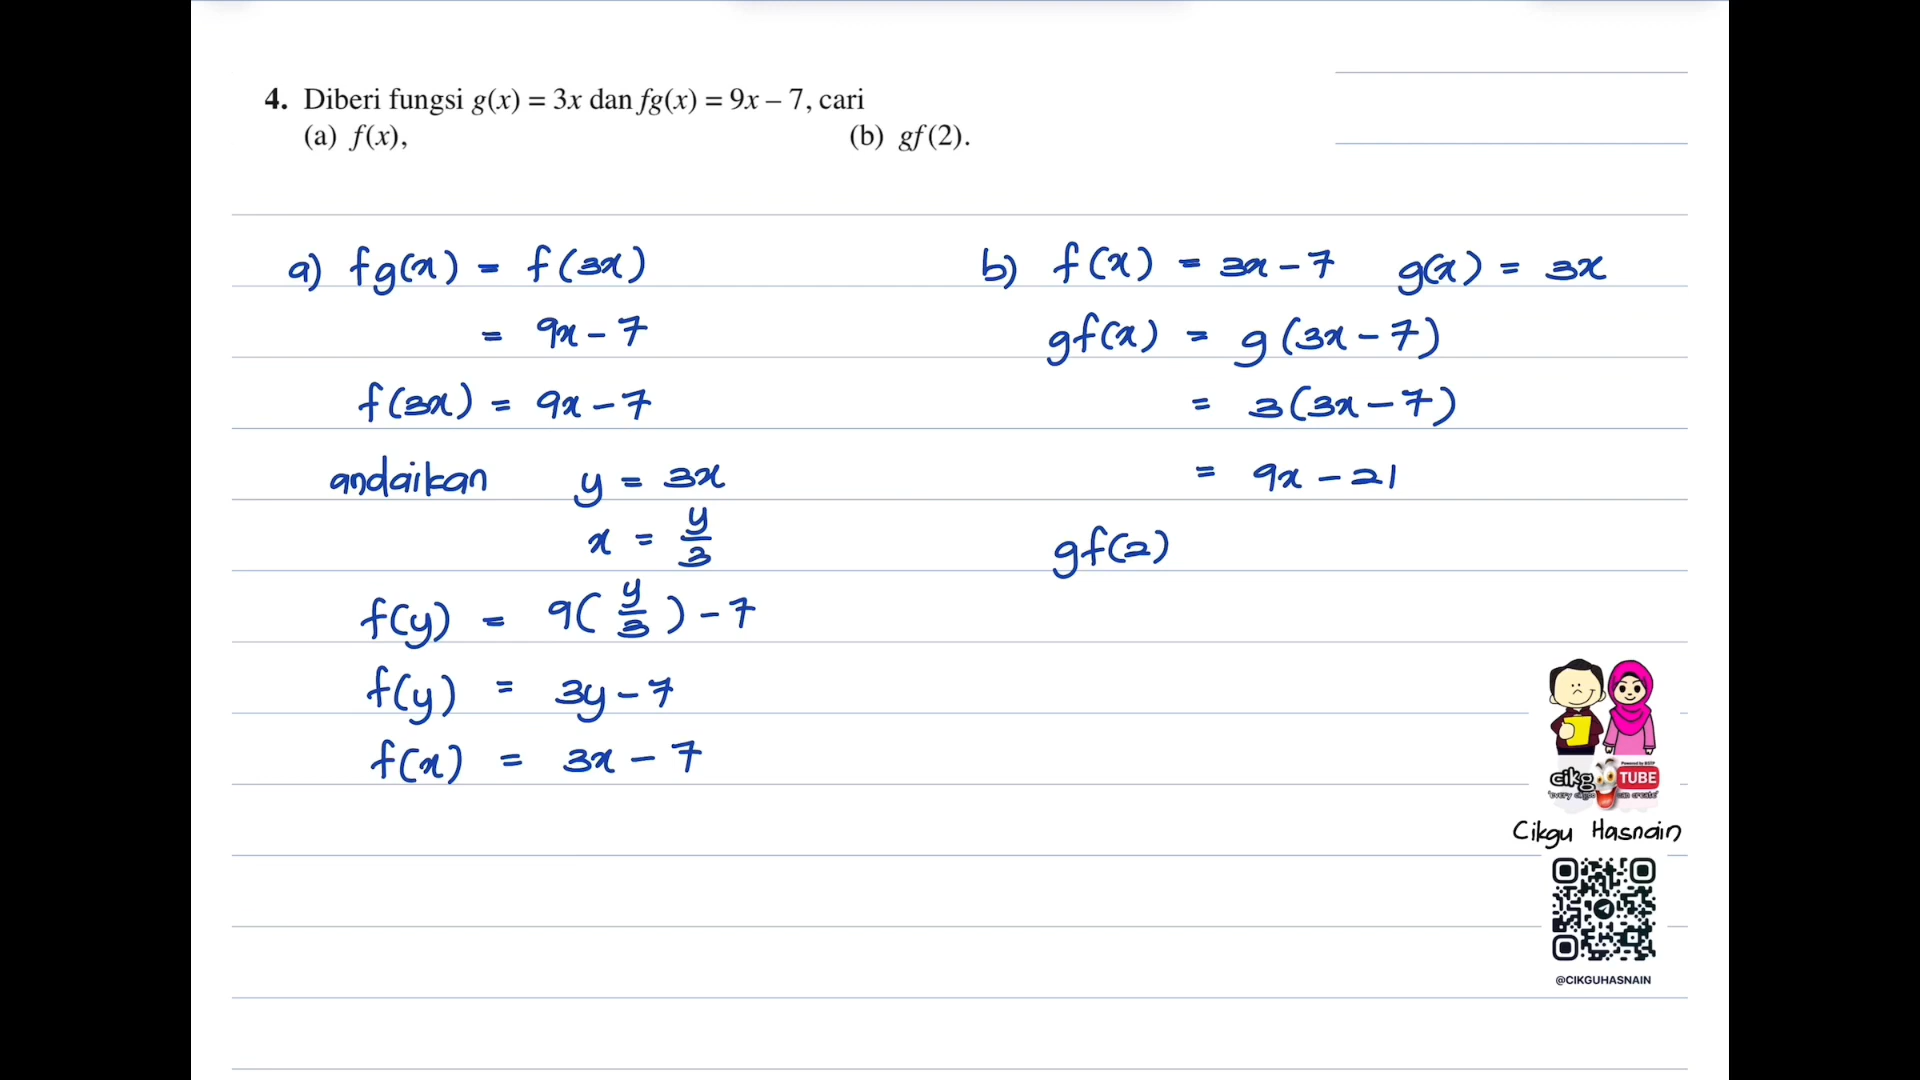 4. Diberi fungsi g(x) = 3x dan fg(x) = 9x – 7, cari
(a) f(x), (b) gf(2).
a) fg(x) = f(3x)
= 9x – 7
f(3x) = 9x – 7
andaikan y = 3x
x = y/3
f(y) = 9(y/3) – 7
f(y) = 3y – 7
f(x) = 3x – 7
b) f(x) = 3x – 7 g(x) = 3x
gf(x) = g(3x – 7)
= 3(3x – 7)
= 9x – 21
gf(2)
cikg TUBE
Cikgu Hasnain
@CIKGUHASNAIN